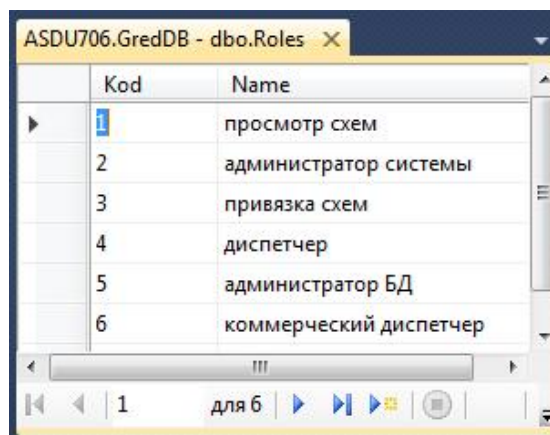 ASDU706.GredDB - dbo.Roles
Kod Name
1 просмотр схем
2 администратор системы
3 привязка схем
4 диспетчер
5 администратор БД
6 коммерческий диспетчер
1 для 6